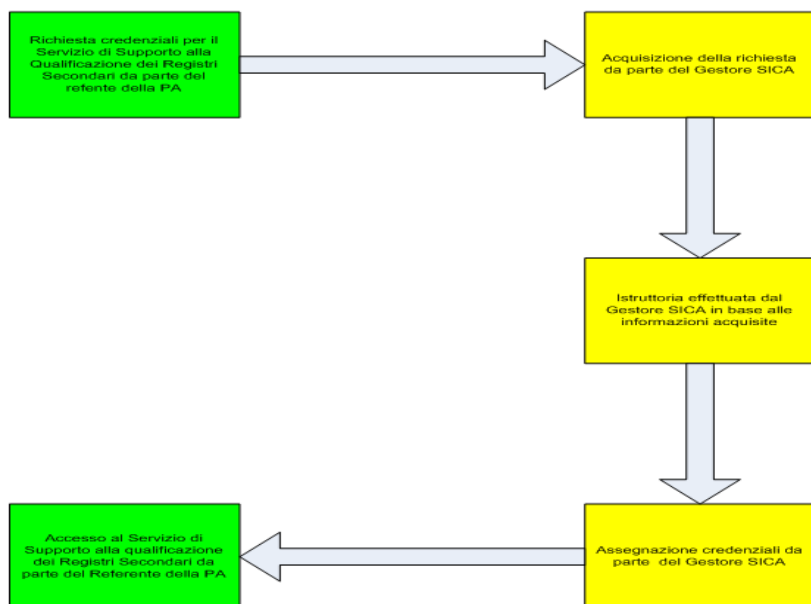 Richiesta credenziali per il
Servizio di Supporto alla
Qualificazione dei Registri
Secondari da parte del
refente della PA
Acquisizione della richiesta
da parte del Gestore SICA
Istruttoria effettuata dal
Gestore SICA in base alle
informazioni acquisite
Accesso al Servizio di
Supporto alla qualificazione
dei Registri Secondari da
parte del Referente della PA
Assegnazione credenziali da
parte del Gestore SICA